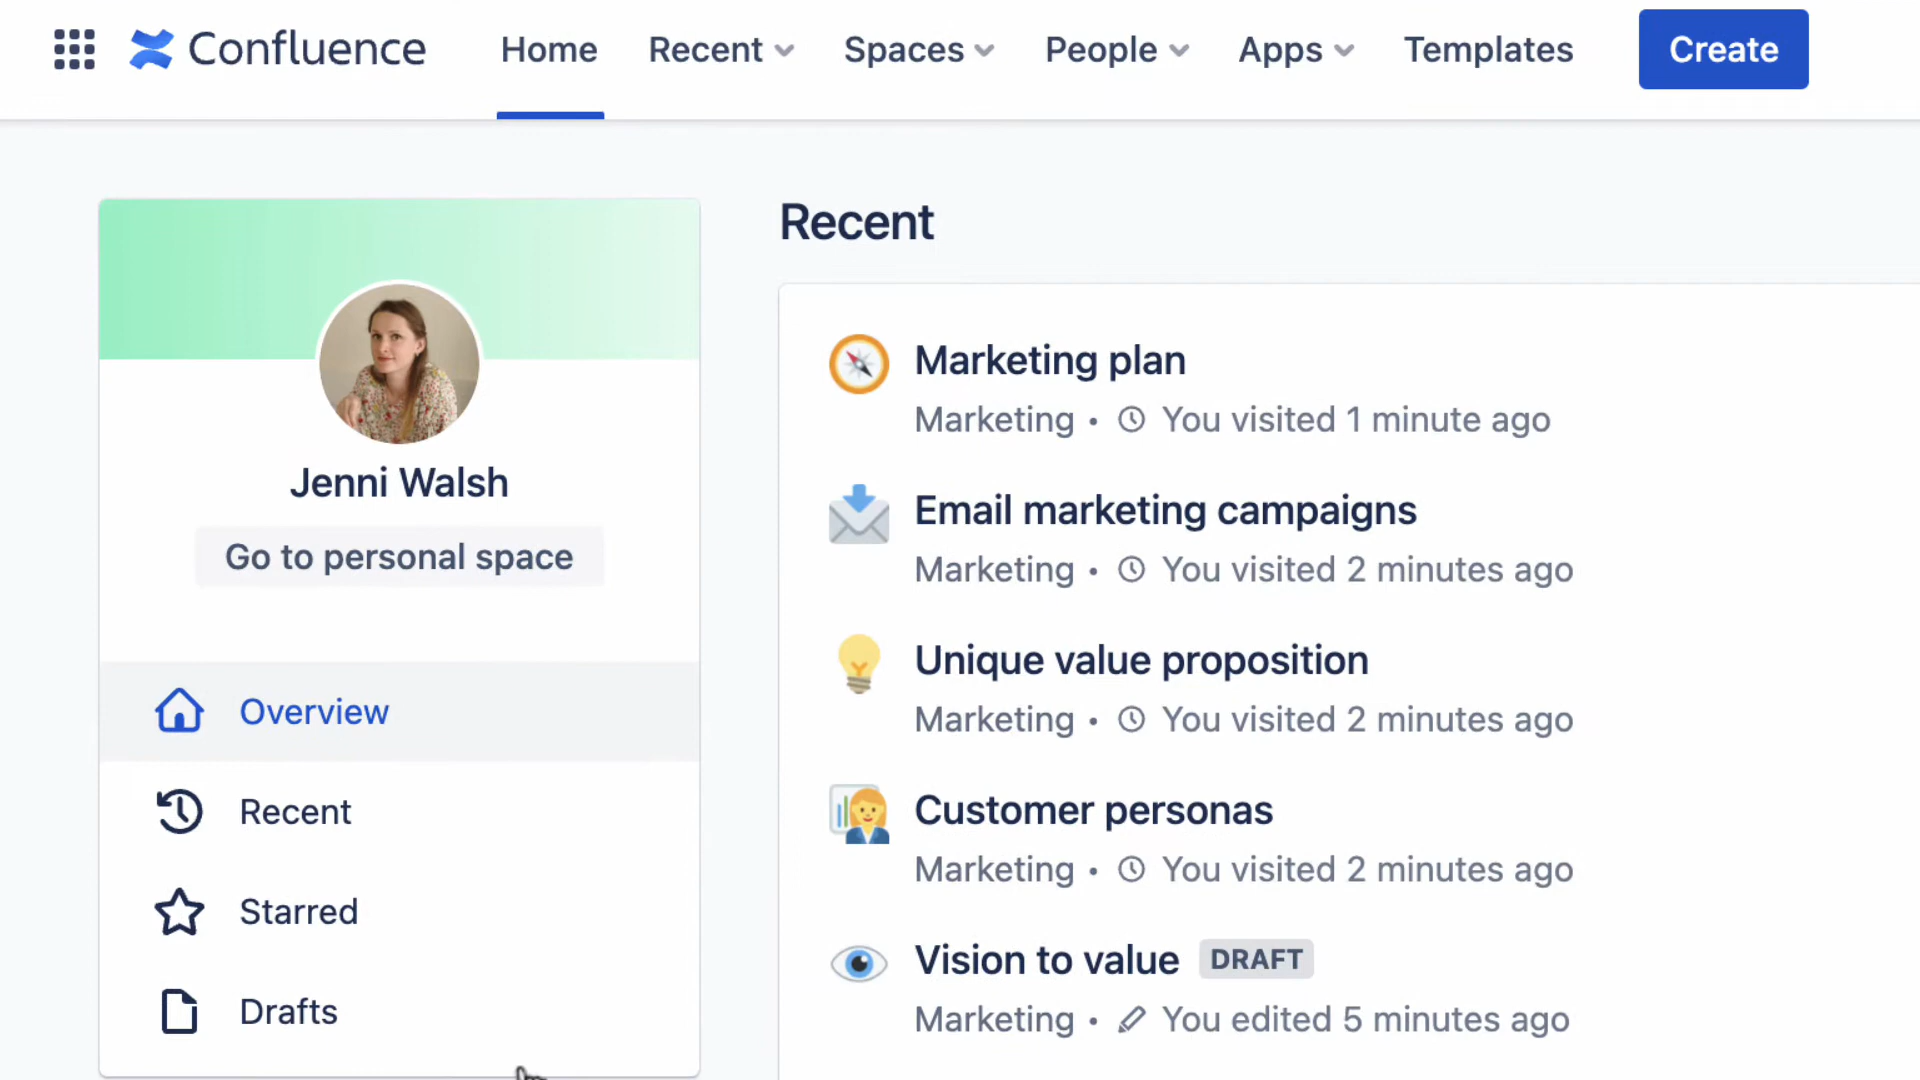 Confluence
Home
Recent
Spaces
People
Apps
Templates
Create
Jenni Walsh
Go to personal space
Overview
Recent
Starred
Drafts
Recent
Marketing plan
Marketing • You visited 1 minute ago
Email marketing campaigns
Marketing • You visited 2 minutes ago
Unique value proposition
Marketing • You visited 2 minutes ago
Customer personas
Marketing • You visited 2 minutes ago
Vision to value DRAFT
Marketing • You edited 5 minutes ago